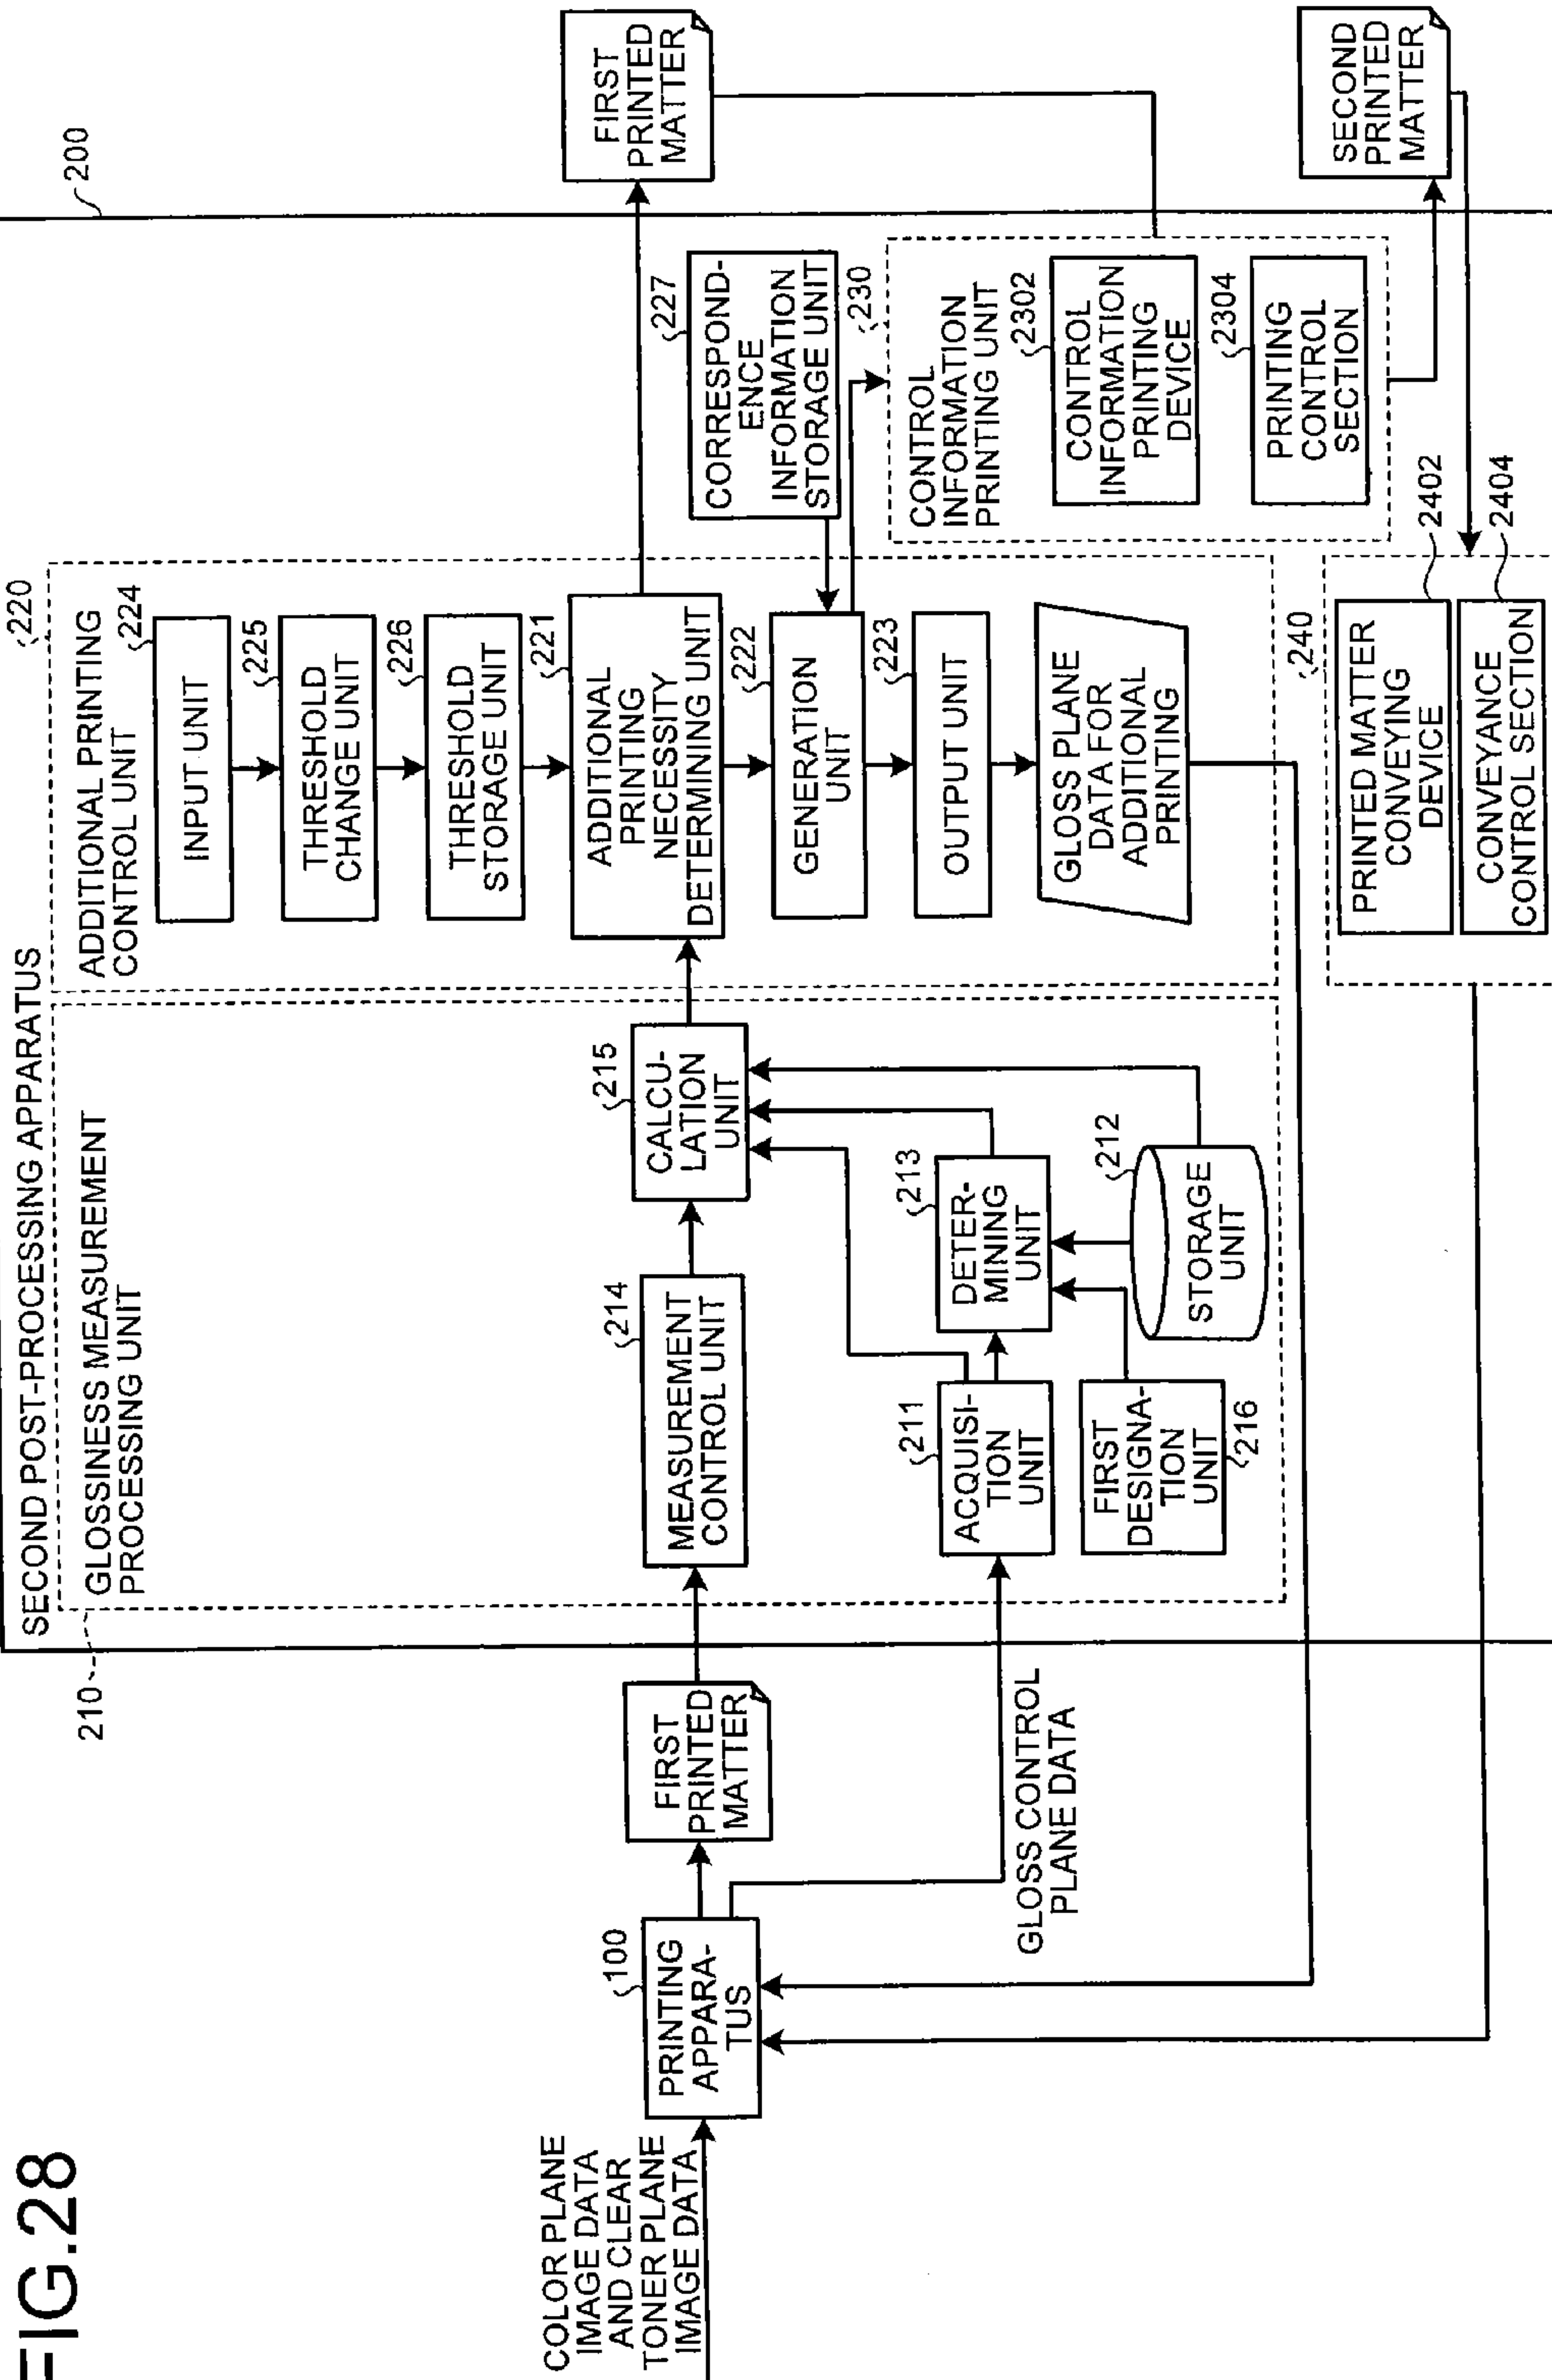 FIG.28
COLOR PLANE
IMAGE DATA
AND CLEAR
TONER PLANE
IMAGE DATA
100
PRINTING
APPARA-
TUS
FIRST
PRINTED
MATTER
GLOSS CONTROL
PLANE DATA
200
SECOND POST-PROCESSING APPARATUS
210
GLOSSINESS MEASUREMENT
PROCESSING UNIT
214
MEASUREMENT
CONTROL UNIT
215
CALCU-
LATION
UNIT
211
ACQUISI-
TION
UNIT
213
DETER-
MINING
UNIT
FIRST
DESIGNA-
TION
UNIT
216
212
STORAGE
UNIT
220
ADDITIONAL PRINTING
CONTROL UNIT
224
INPUT UNIT
225
THRESHOLD
CHANGE UNIT
226
THRESHOLD
STORAGE UNIT
221
ADDITIONAL
PRINTING
NECESSITY
DETERMINING UNIT
222
GENERATION
UNIT
223
OUTPUT UNIT
GLOSS PLANE
DATA FOR
ADDITIONAL
PRINTING
227
CORRESPOND-
ENCE
INFORMATION
STORAGE UNIT
230
CONTROL
INFORMATION
PRINTING UNIT
2302
CONTROL
INFORMATION
PRINTING
DEVICE
2304
PRINTING
CONTROL
SECTION
240
PRINTED MATTER
CONVEYING
DEVICE
2402
CONVEYANCE
CONTROL SECTION
2404
FIRST
PRINTED
MATTER
SECOND
PRINTED
MATTER